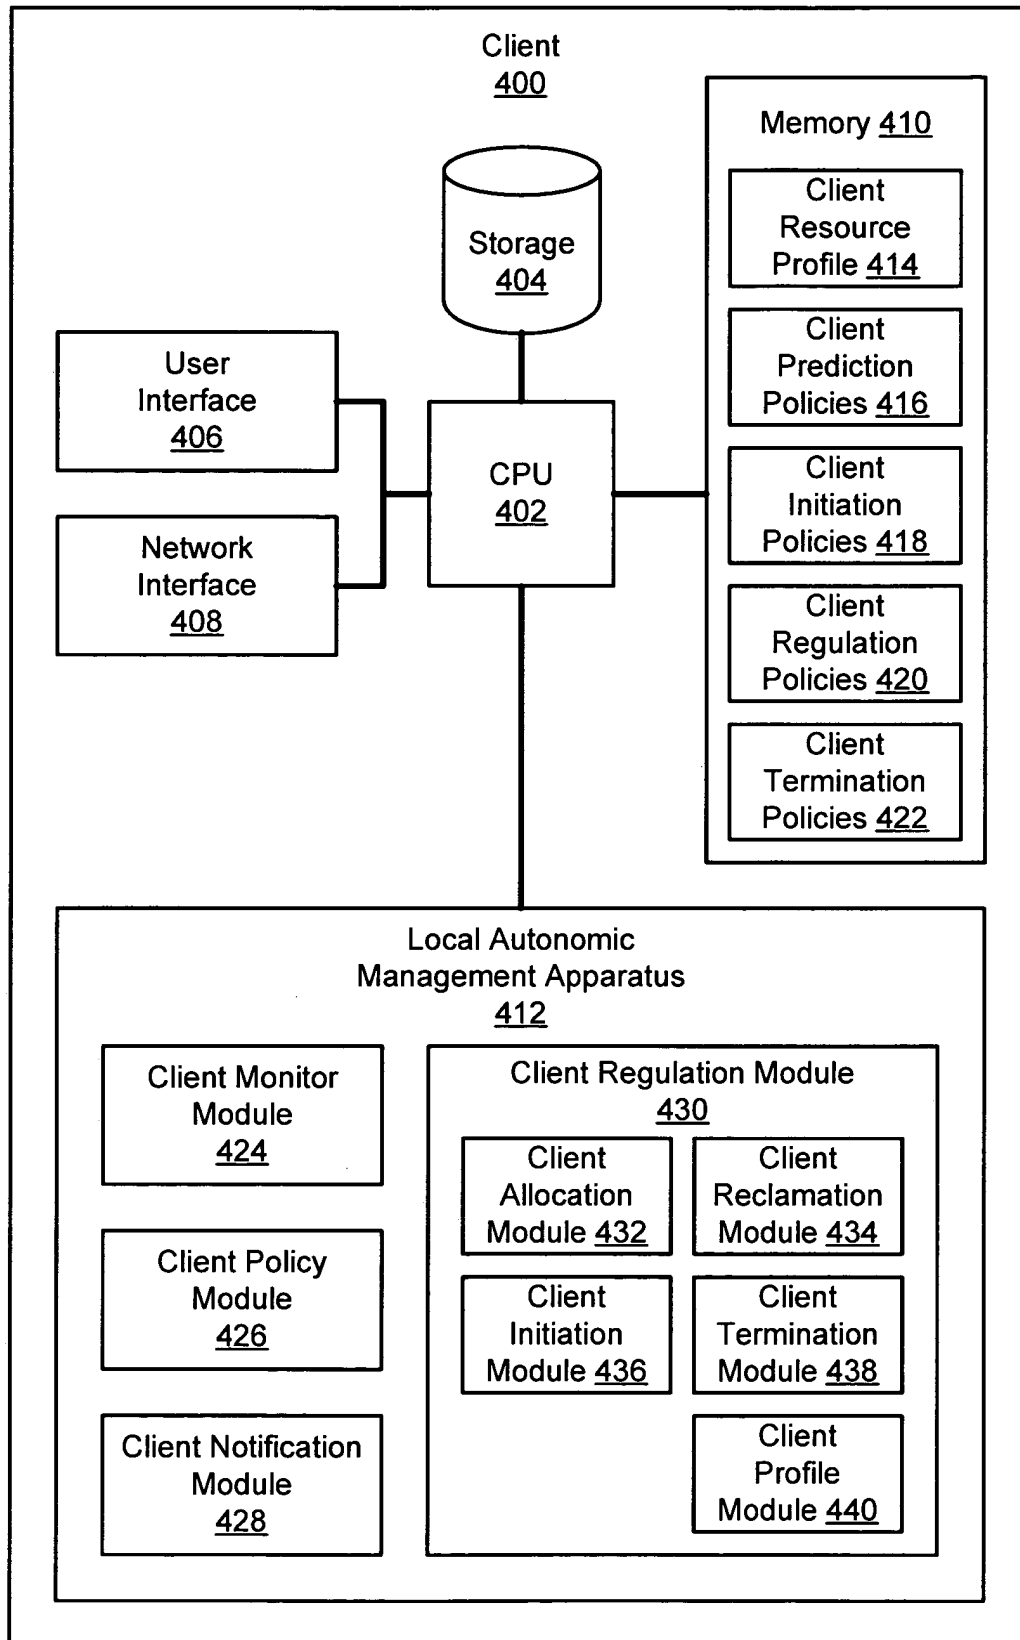 Client
400
Memory 410
Client
Resource
Profile 414
Storage
404
Client
Prediction
Policies 416
User
Interface
406
CPU
402
Client
Initiation
Policies 418
Network
Interface
408
Client
Regulation
Policies 420
Client
Termination
Policies 422
Local Autonomic
Management Apparatus
412
Client Monitor
Module
424
Client Policy
Module
426
Client Notification
Module
428
Client Regulation Module
430
Client
Allocation
Module 432
Client
Reclamation
Module 434
Client
Initiation
Module 436
Client
Termination
Module 438
Client
Profile
Module 440